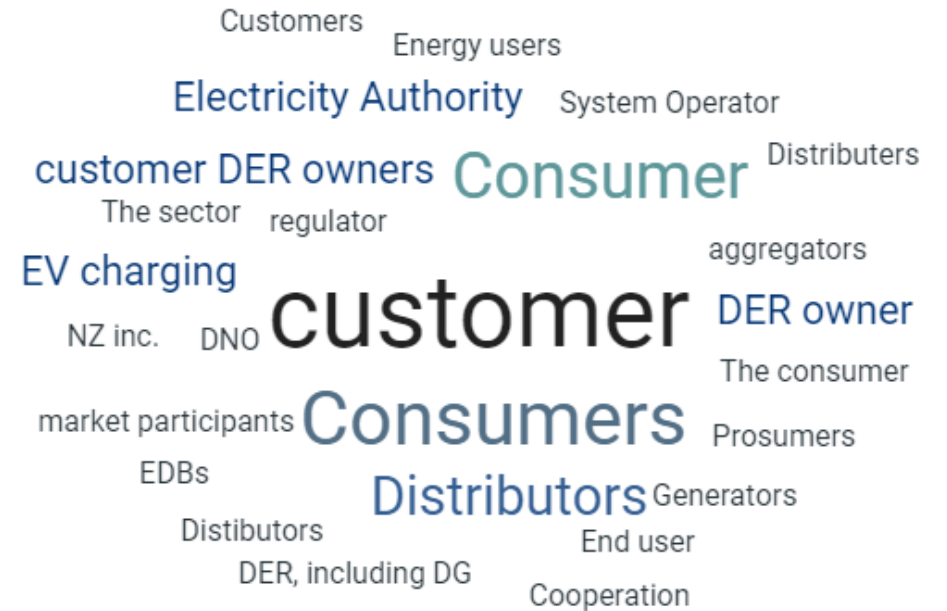 Customers
Energy users
Electricity Authority
System Operator
customer DER owners
Consumer
Distributers
The sector
regulator
aggregators
EV charging
customer
DER owner
NZ inc.
DNO
The consumer
market participants
Consumers
Prosumers
EDBs
Distributors
Generators
Distibutors
End user
DER, including DG
Cooperation